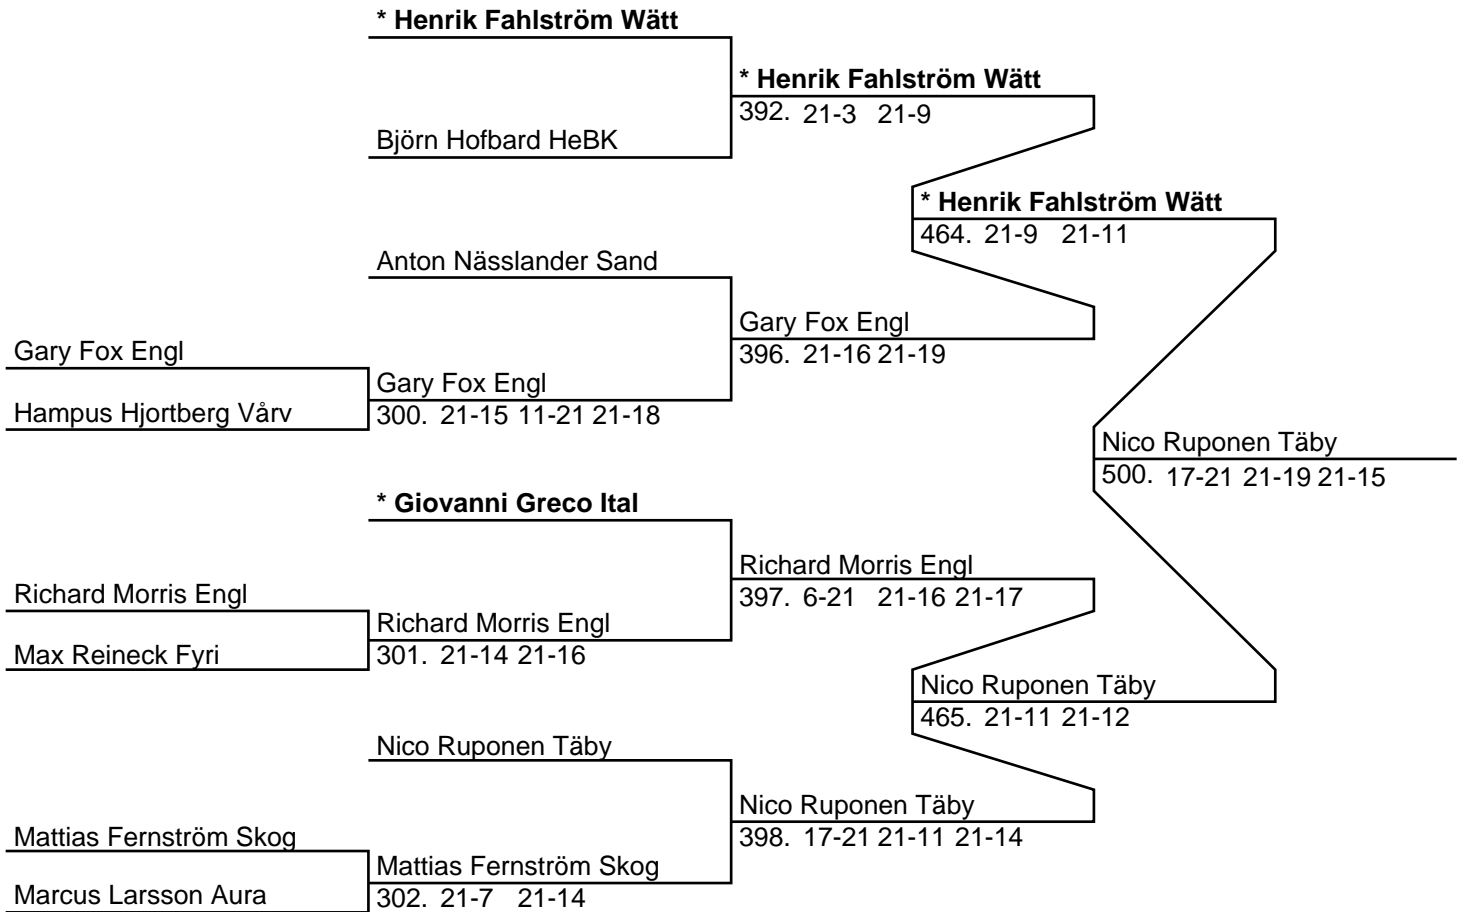 * Henrik Fahlström Wätt
* Henrik Fahlström Wätt
392. 21-3 21-9
Björn Hofbard HeBK
* Henrik Fahlström Wätt
464. 21-9 21-11
Anton Nässlander Sand
Gary Fox Engl
396. 21-16 21-19
Gary Fox Engl
Gary Fox Engl
300. 21-15 11-21 21-18
Hampus Hjortberg Vårv
Nico Ruponen Täby
500. 17-21 21-19 21-15
* Giovanni Greco Ital
Richard Morris Engl
397. 6-21 21-16 21-17
Richard Morris Engl
Richard Morris Engl
301. 21-14 21-16
Max Reineck Fyri
Nico Ruponen Täby
465. 21-11 21-12
Nico Ruponen Täby
Nico Ruponen Täby
398. 17-21 21-11 21-14
Mattias Fernström Skog
Mattias Fernström Skog
302. 21-7 21-14
Marcus Larsson Aura